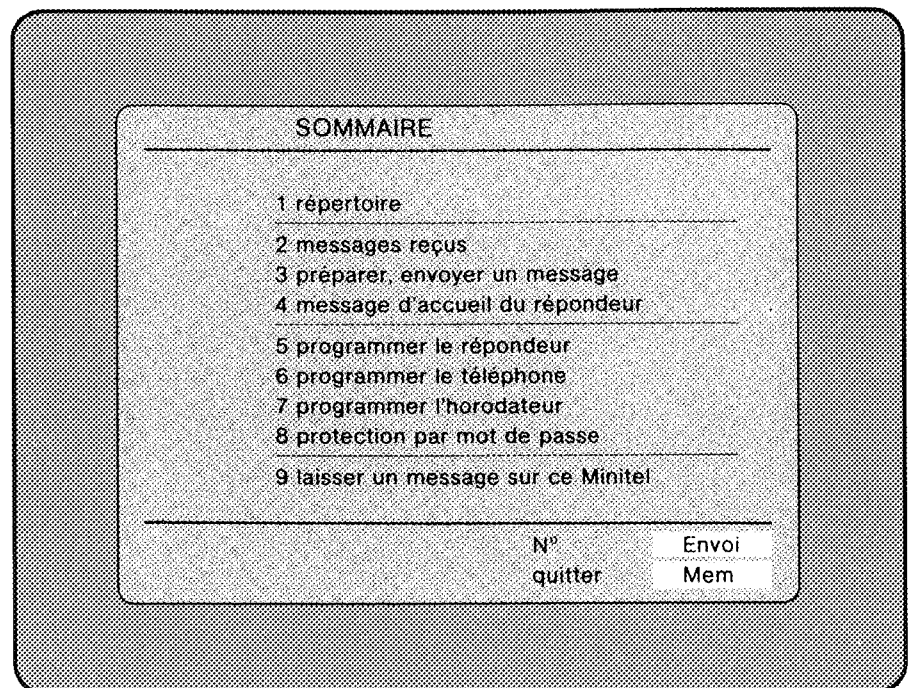 SOMMAIRE
1 répertoire
2 messages reçus
3 préparer, envoyer un message
4 message d'accueil du répondeur
5 programmer le répondeur
6 programmer le téléphone
7 programmer l'horodateur
8 protection par mot de passe
9 laisser un message sur ce Minitel
N° Envoi
quitter Mem